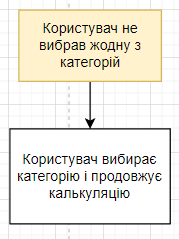 Користувач не
вибрав жодну з
категорій
Користувач вибирає
категорію і продовжує
калькуляцію